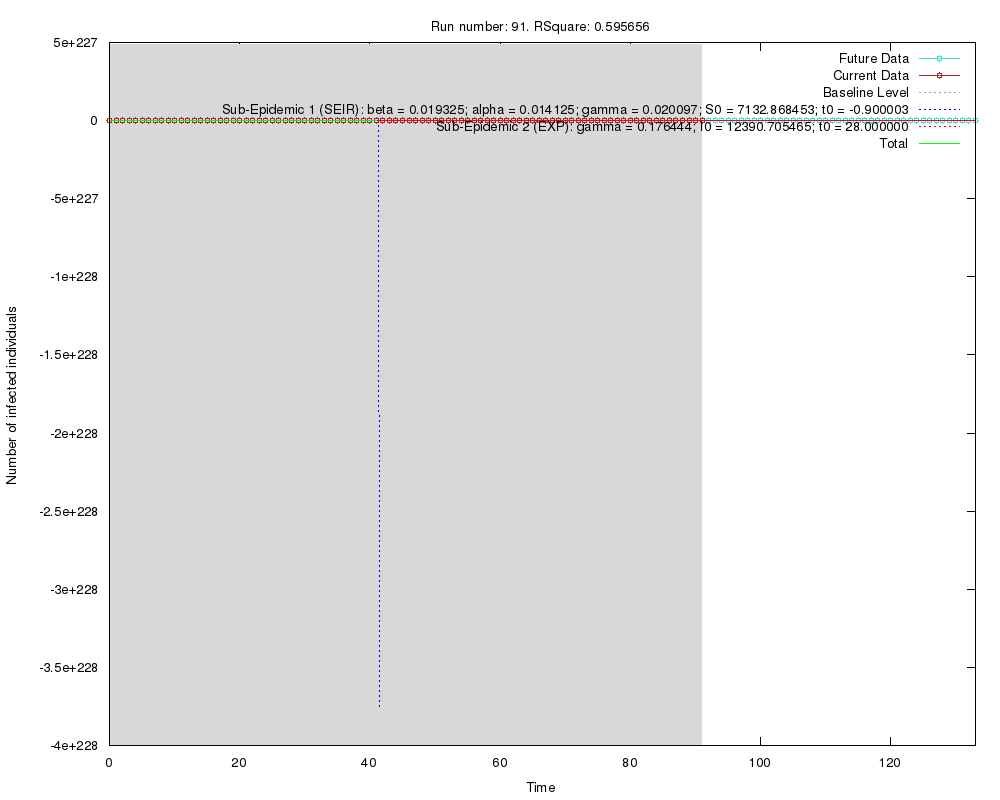 Run number: 91. RSquare: 0.595656
5e+227
0
-5e+227
-1e+228
-1.5e+228
-2e+228
-2.5e+228
-3e+228
-3.5e+228
-4e+228
Number of infected individuals
Future Data
Current Data
Baseline Level
Sub-Epidemic 1 (SEIR): beta = 0.019325; alpha = 0.014125; gamma = 0.020097; S0 = 7132.868453; t0 = -0.900003
Sub-Epidemic 2 (EXP): gamma = 0.176444; I0 = 12390.705465; t0 = 28.000000
Total
0 20 40 60 80 100 120
Time